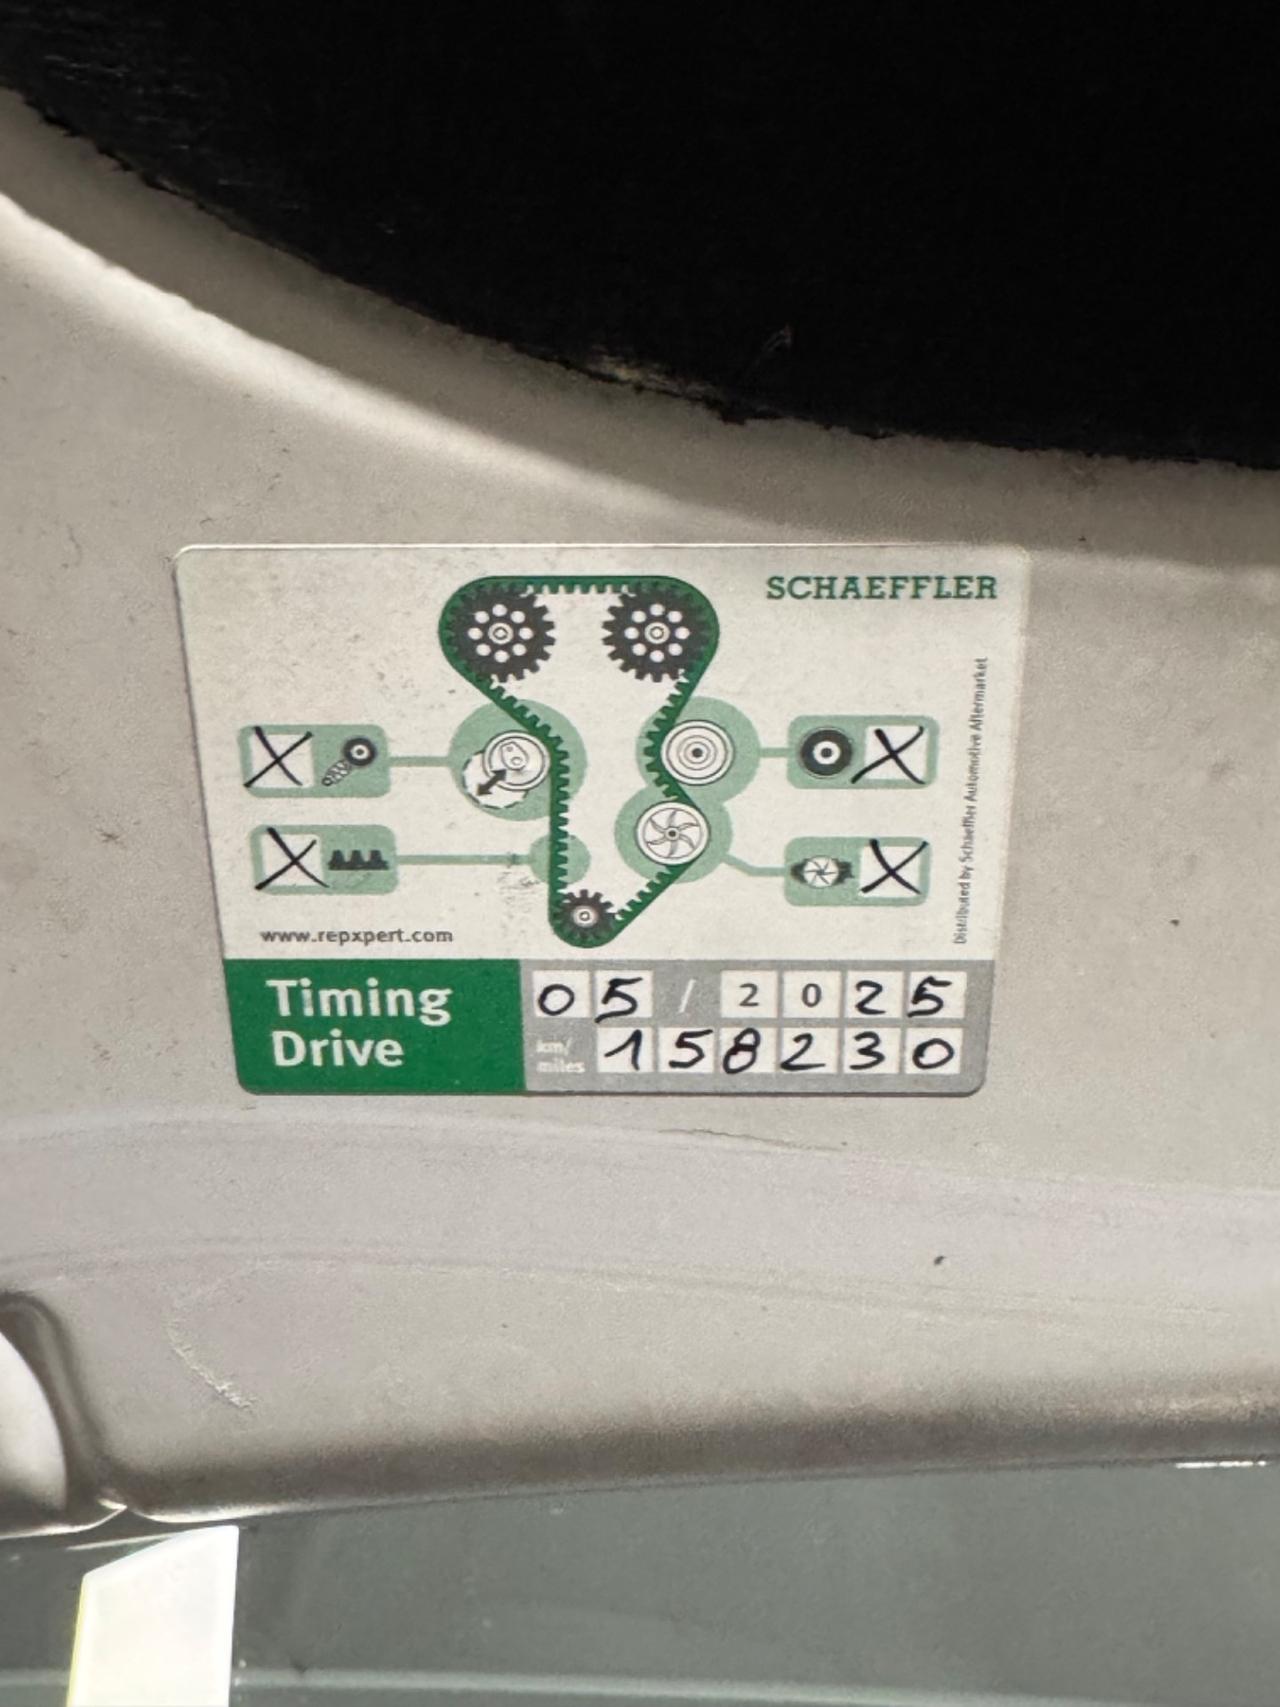 SCHAEFFLER
X
X
X
X
www.repxpert.com
Distributed by Schaeffler Automotive Aftermarket
Timing
Drive
05 / 2025
km/
miles
158230